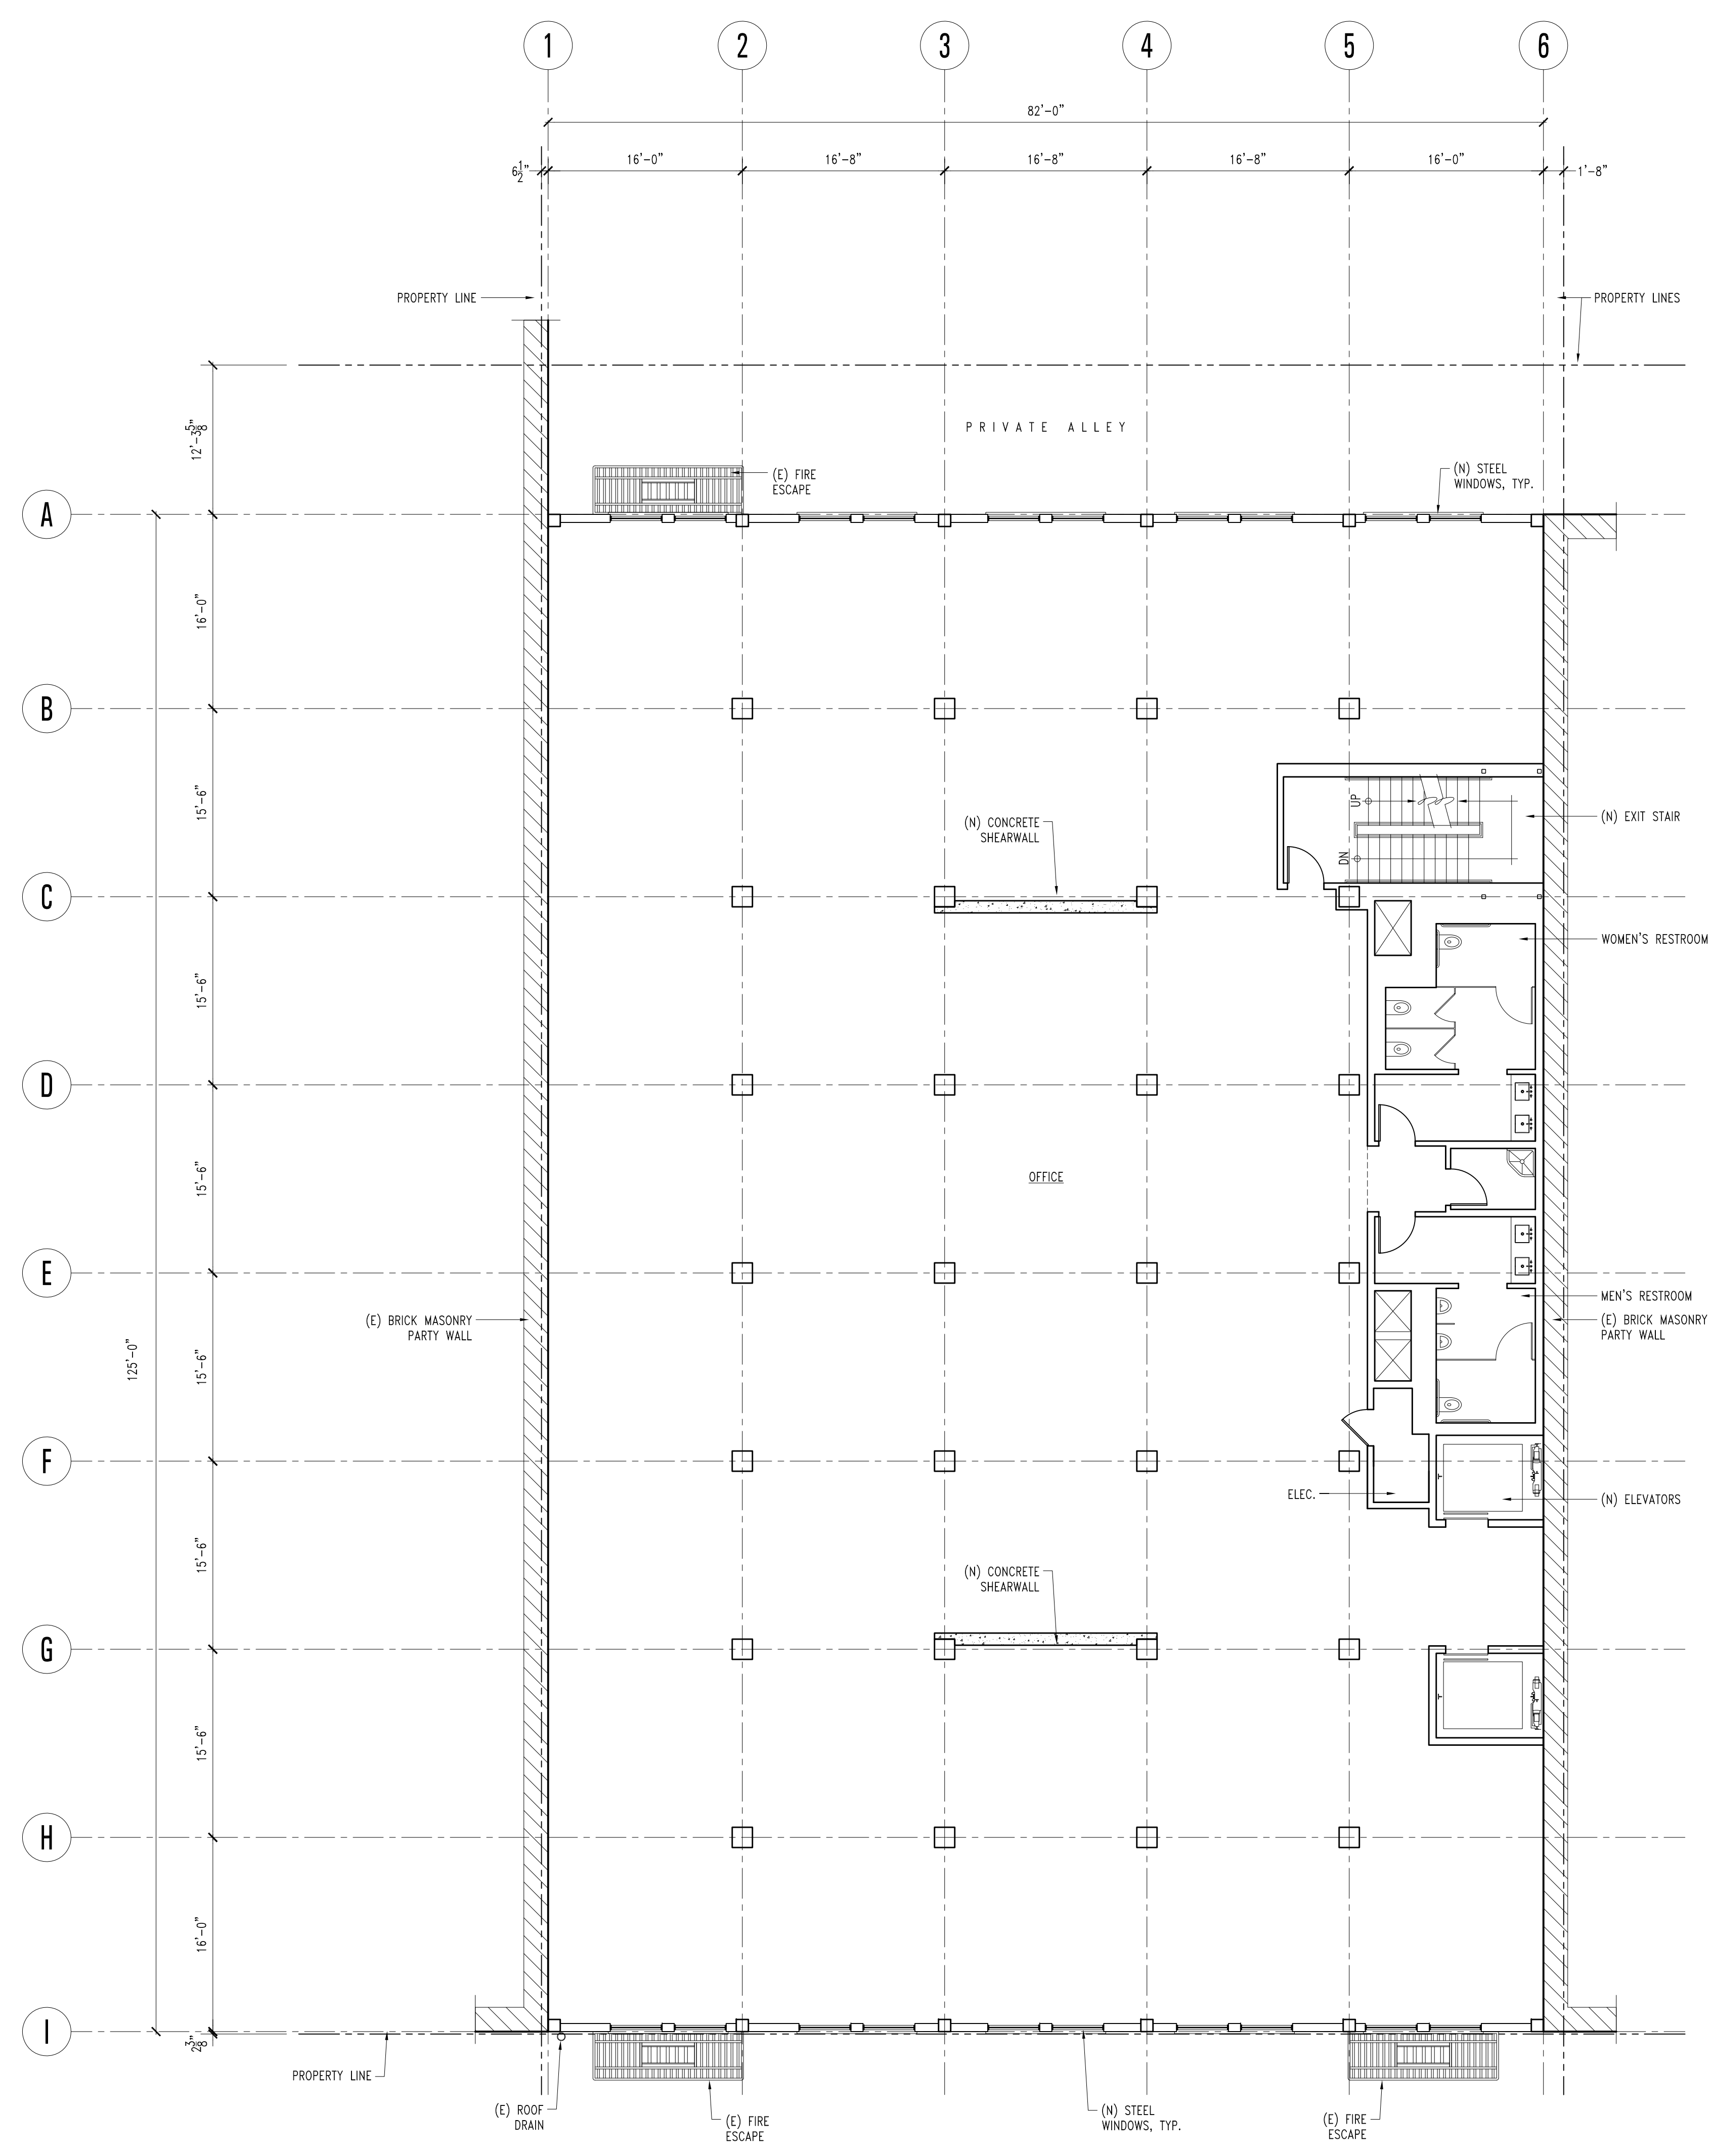 1 2 3 4 5 6
82'-0"
16'-0" 16'-8" 16'-8" 16'-8" 16'-0"
6 1/2" 1'-8"
PROPERTY LINE
PROPERTY LINES
12'-3 5/8"
PRIVATE ALLEY
(E) FIRE
ESCAPE
(N) STEEL
WINDOWS, TYP.
A
16'-0"
B
15'-6"
(N) CONCRETE
SHEARWALL
UP
DN
(N) EXIT STAIR
C
WOMEN'S RESTROOM
15'-6"
D
15'-6"
OFFICE
E
MEN'S RESTROOM
(E) BRICK MASONRY
PARTY WALL
(E) BRICK MASONRY
PARTY WALL
125'-0"
15'-6"
F
ELEC.
(N) ELEVATORS
15'-6"
(N) CONCRETE
SHEARWALL
G
15'-6"
H
16'-0"
I
2 3/8"
PROPERTY LINE
(E) ROOF
DRAIN
(E) FIRE
ESCAPE
(N) STEEL
WINDOWS, TYP.
(E) FIRE
ESCAPE